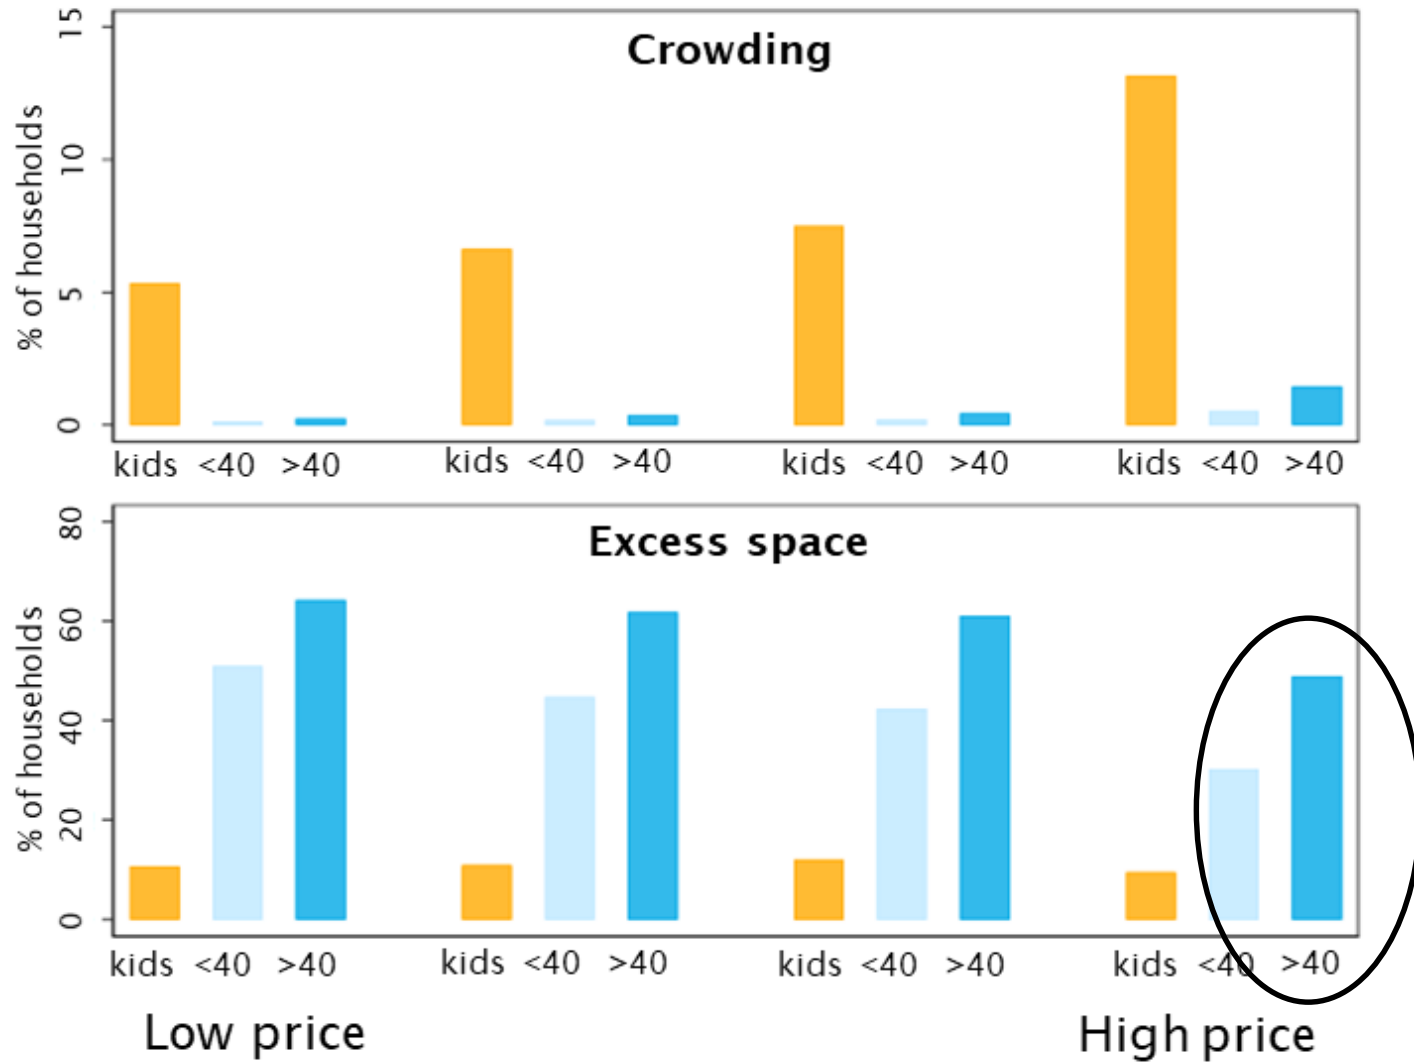 Crowding
% of households
15
10
5
0
kids <40 >40 kids <40 >40 kids <40 >40 kids <40 >40
Excess space
% of households
80
60
40
20
0
kids <40 >40 kids <40 >40 kids <40 >40 kids <40 >40
Low price High price